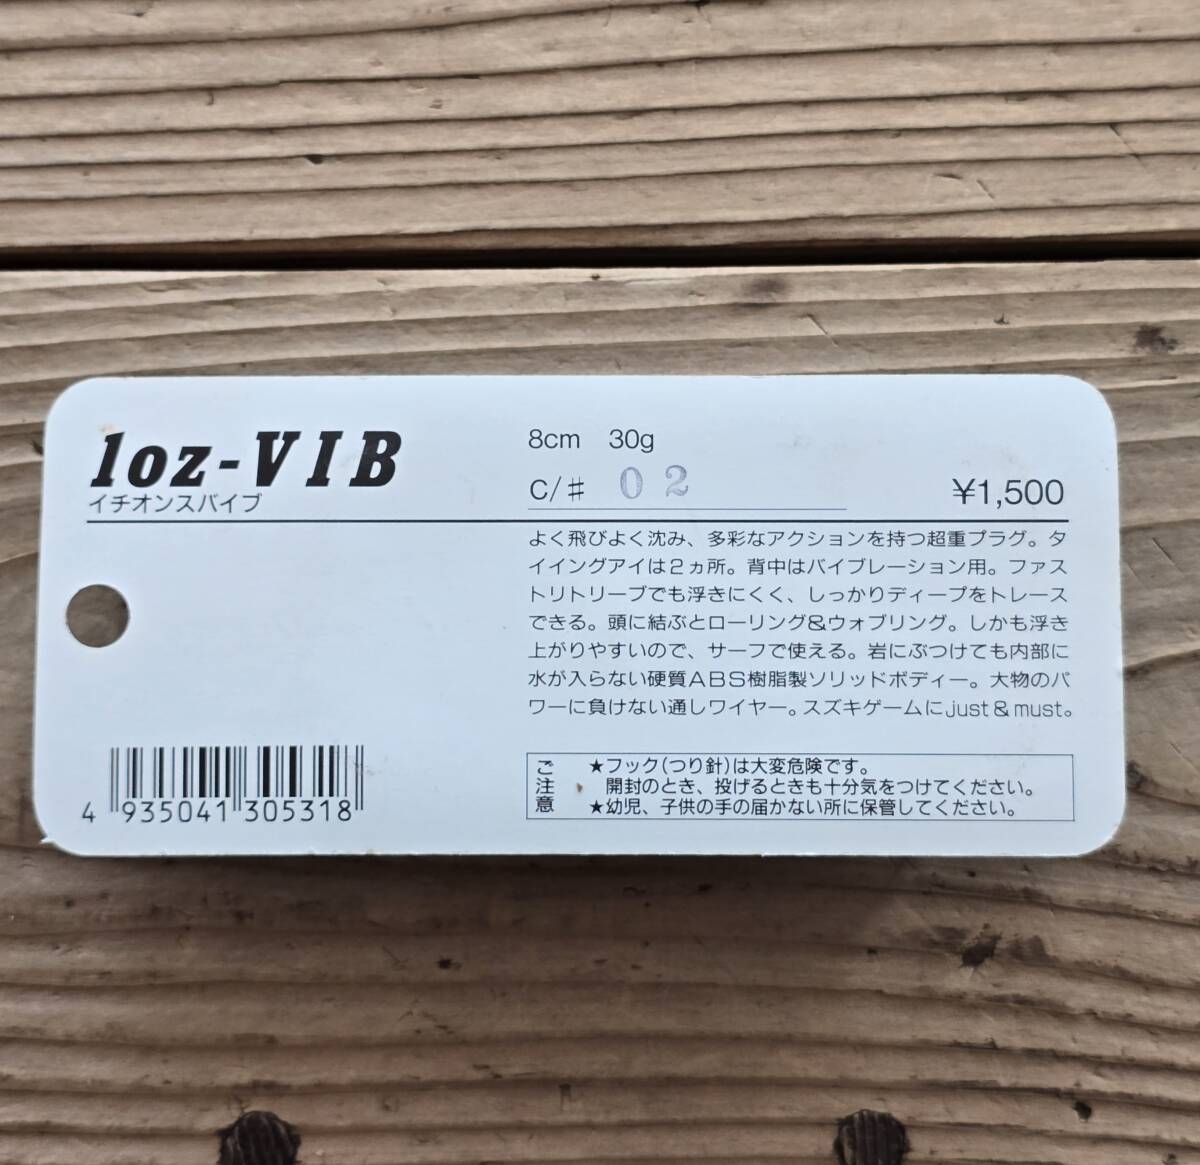 1oz-VIB
イチオンスバイブ
8cm 30g
C/# 02
¥1,500
よく飛びよく沈み、多彩なアクションを持つ超重プラグ。タ
イイングアイは2ヵ所。背中はバイブレーション用。ファス
トリトリーブでも浮きにくく、しっかりディープをトレース
できる。頭に結ぶとローリング&ウォブリング。しかも浮き
上がりやすいので、サーフで使える。岩にぶつけても内部に
水が入らない硬質ABS樹脂製ソリッドボディー。大物のパ
ワーに負けない通しワイヤー。スズキゲームにjust & must。
ご注意
★フック(つり針)は大変危険です。
開封のとき、投げるときも十分気をつけてください。
★幼児、子供の手の届かない所に保管してください。
4 935041 305318